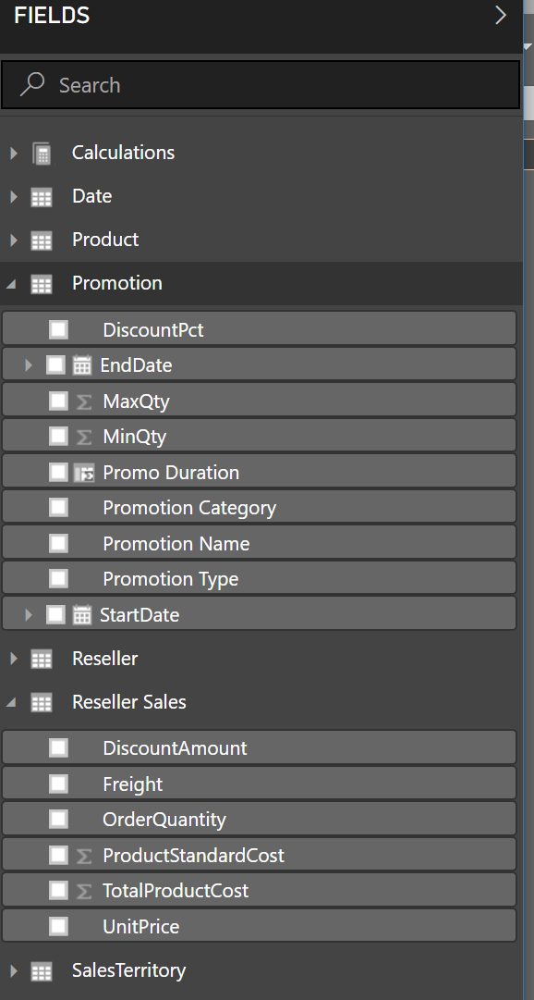 FIELDS
Search
Calculations
Date
Product
Promotion
DiscountPct
EndDate
MaxQty
MinQty
Promo Duration
Promotion Category
Promotion Name
Promotion Type
StartDate
Reseller
Reseller Sales
DiscountAmount
Freight
OrderQuantity
ProductStandardCost
TotalProductCost
UnitPrice
SalesTerritory